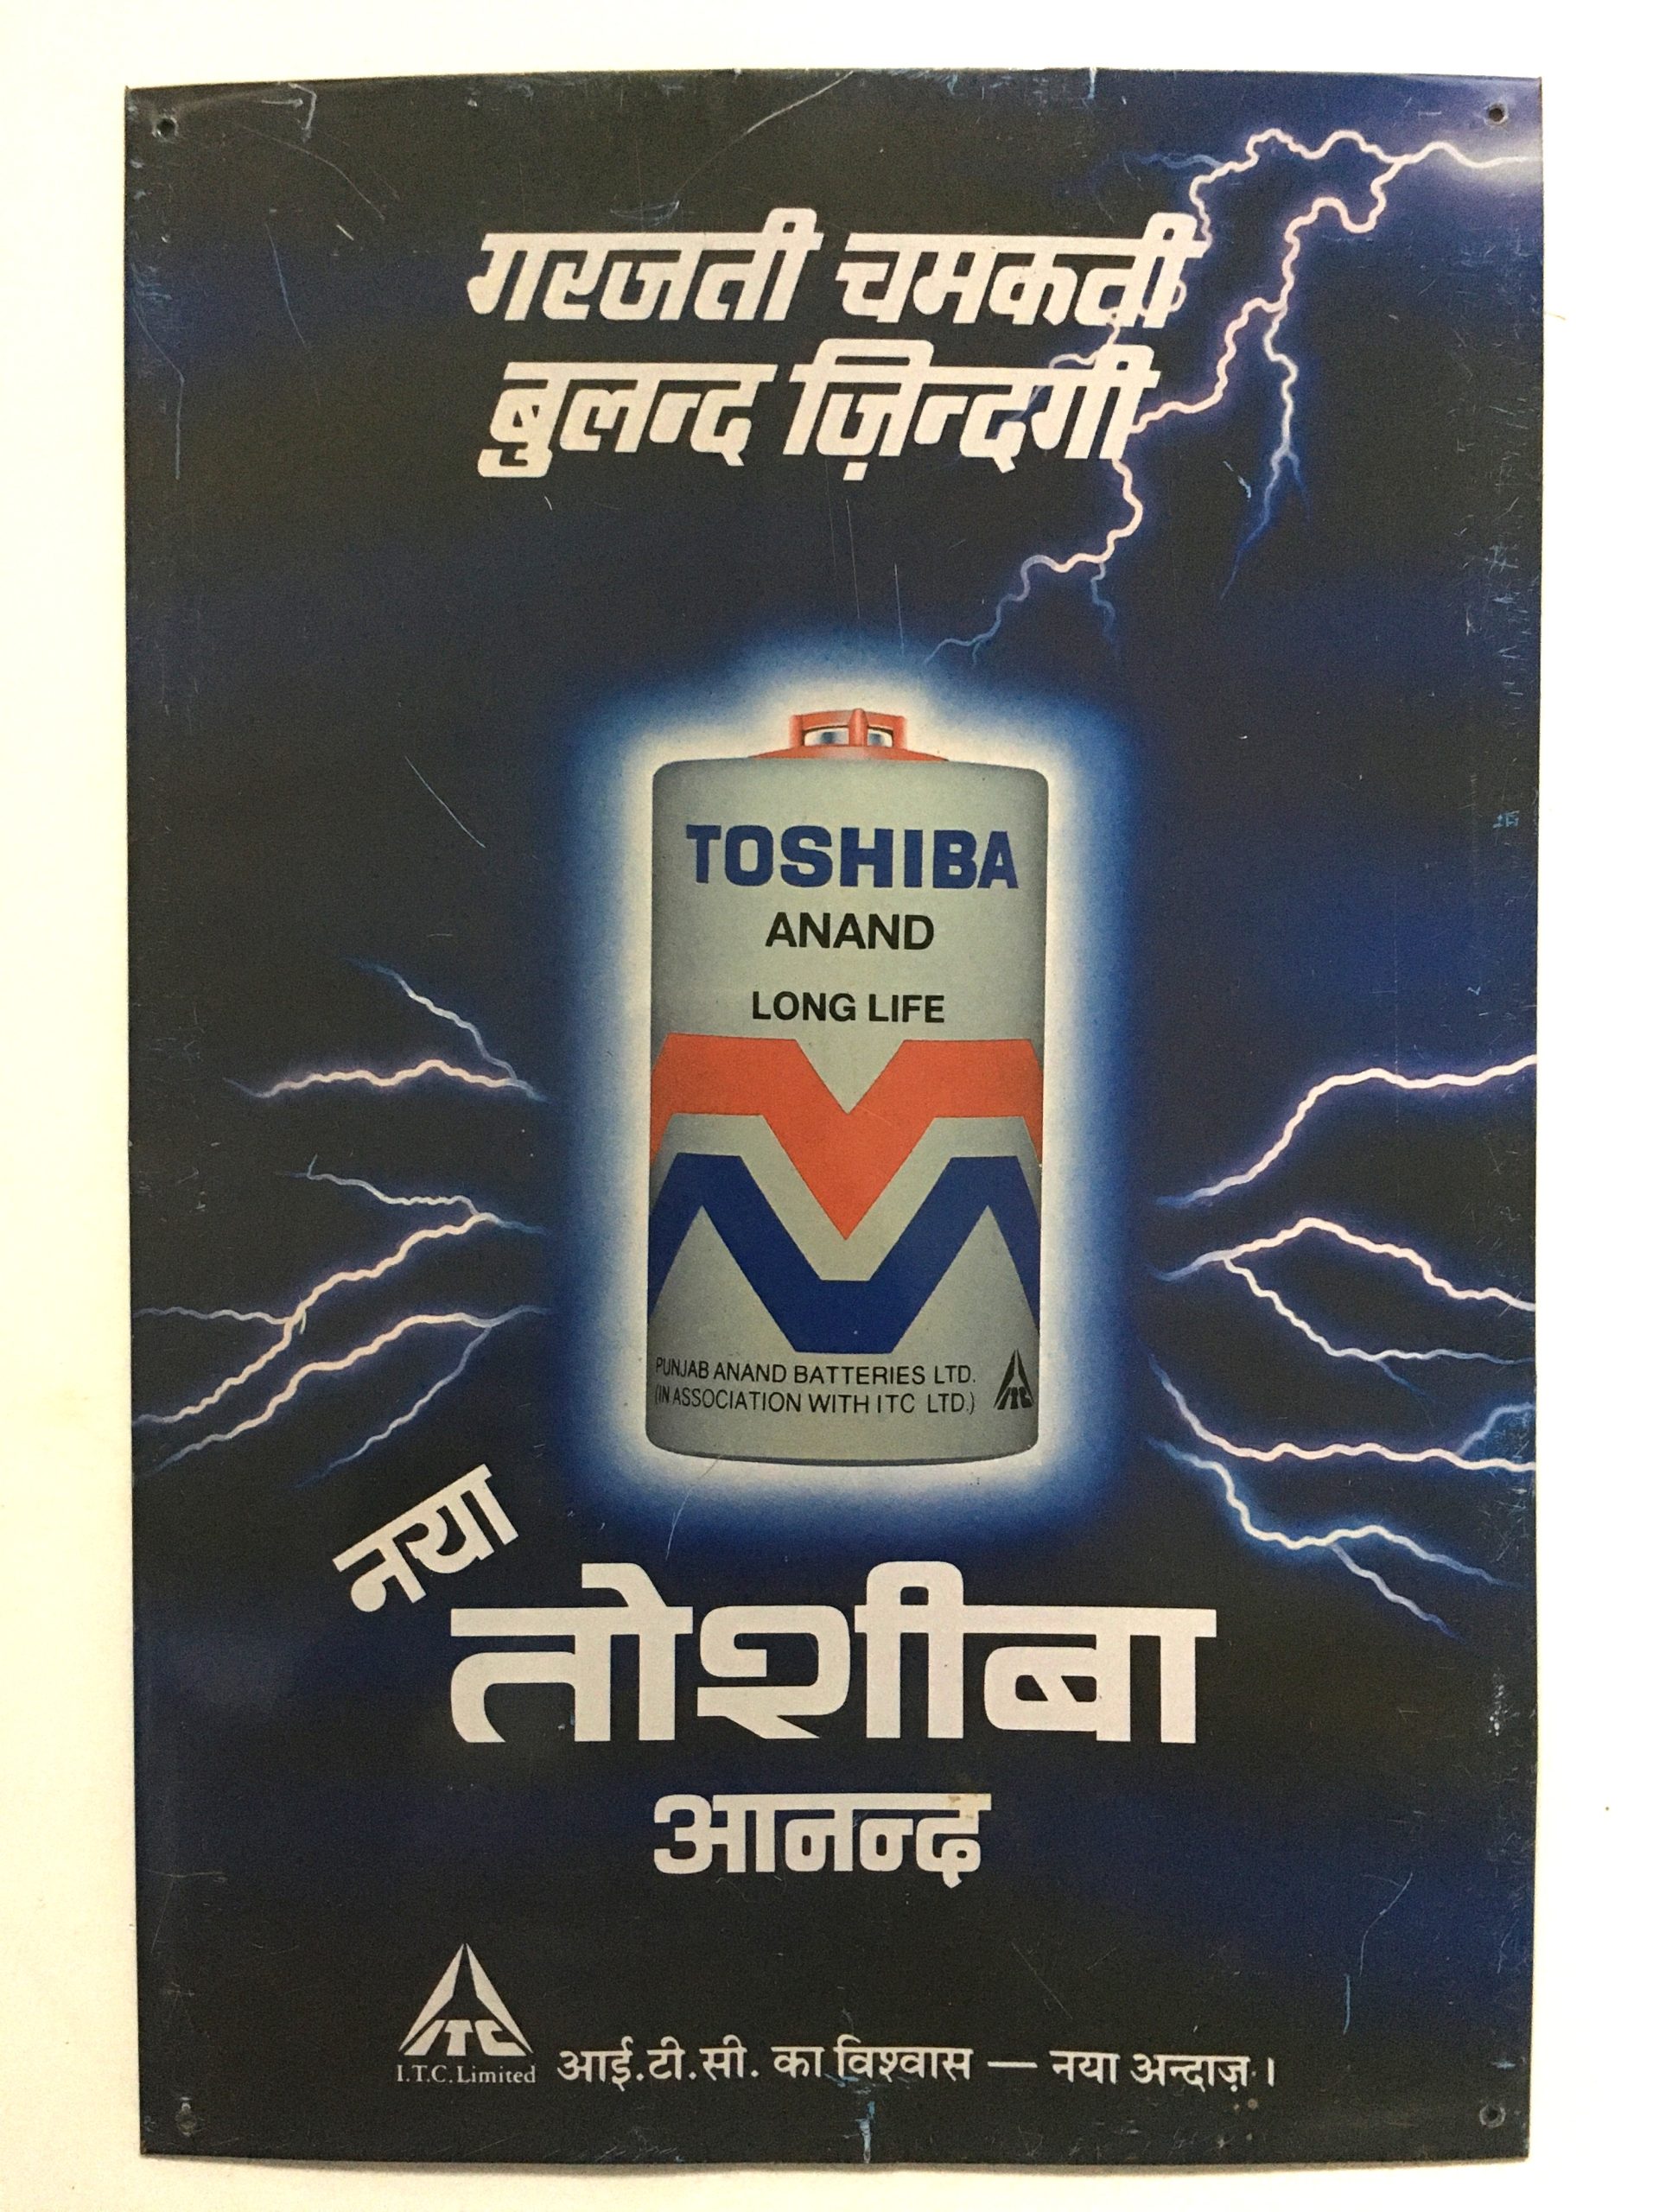 गरजती चमकती
बुलन्द ज़िन्दगी
TOSHIBA
ANAND
LONG LIFE
PUNJAB ANAND BATTERIES LTD.
(IN ASSOCIATION WITH ITC LTD.)
ITC
नया
तोशीबा
आनन्द
ITC
I.T.C. Limited
आई.टी.सी. का विश्वास — नया अन्दाज़।